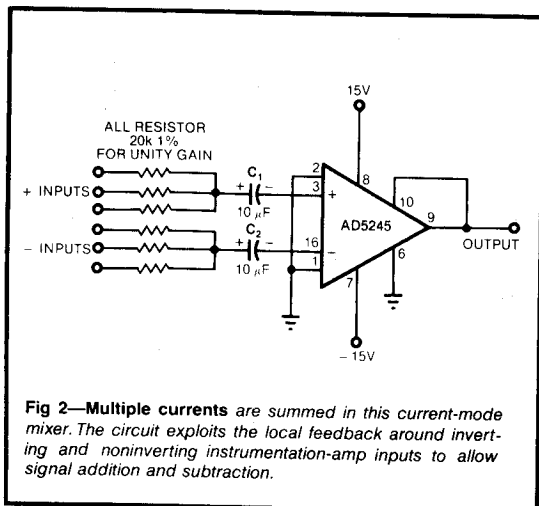 15V
ALL RESISTOR
20k 1%
FOR UNITY GAIN
C1
+ -
10 µF
+ INPUTS
- INPUTS
C2
+ -
10 µF
2
3
+
16
-
1
AD5245
8
10
9
6
7
OUTPUT
- 15V
Fig 2—Multiple currents are summed in this current-mode
mixer. The circuit exploits the local feedback around invert-
ing and noninverting instrumentation-amp inputs to allow
signal addition and subtraction.